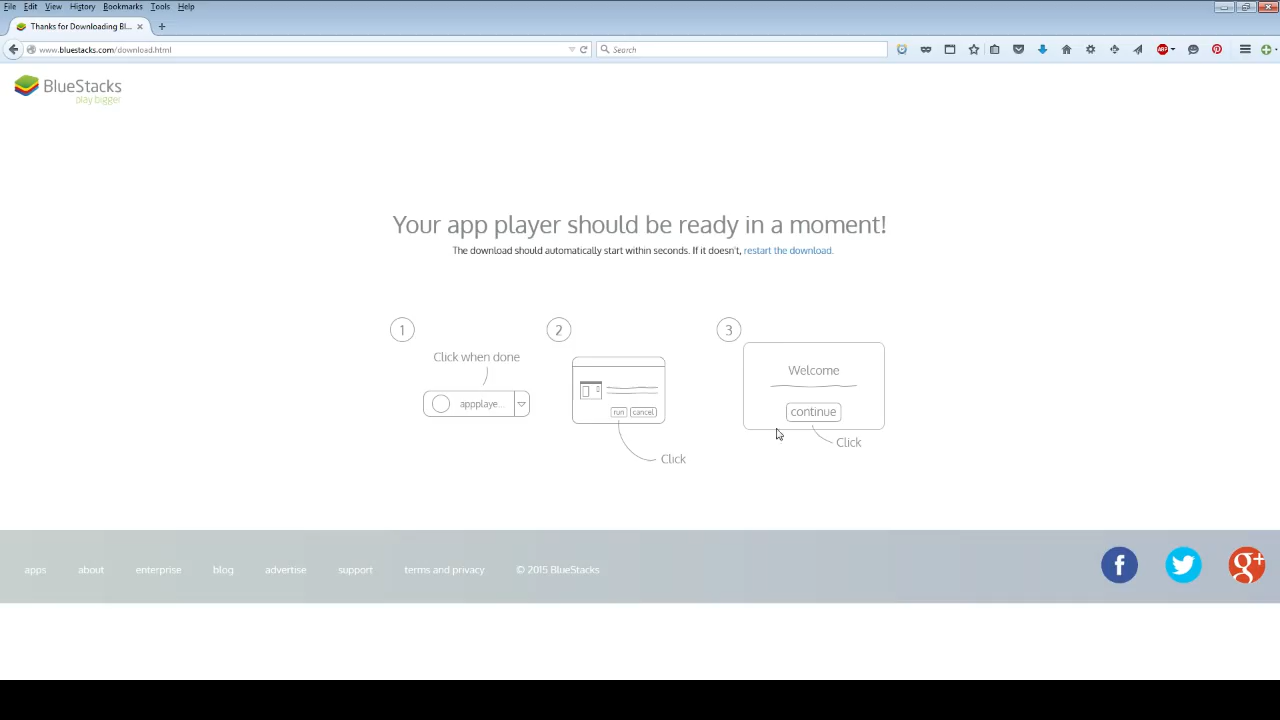 File Edit View History Bookmarks Tools Help
Thanks for Downloading Bl...
www.bluestacks.com/download.html
Search
ABP
BlueStacks
play bigger
Your app player should be ready in a moment!
The download should automatically start within seconds. If it doesn't, restart the download.
1
2
3
Click when done
appplaye...
run cancel
Click
Welcome
continue
Click
apps about enterprise blog advertise support terms and privacy © 2015 BlueStacks
f
g+